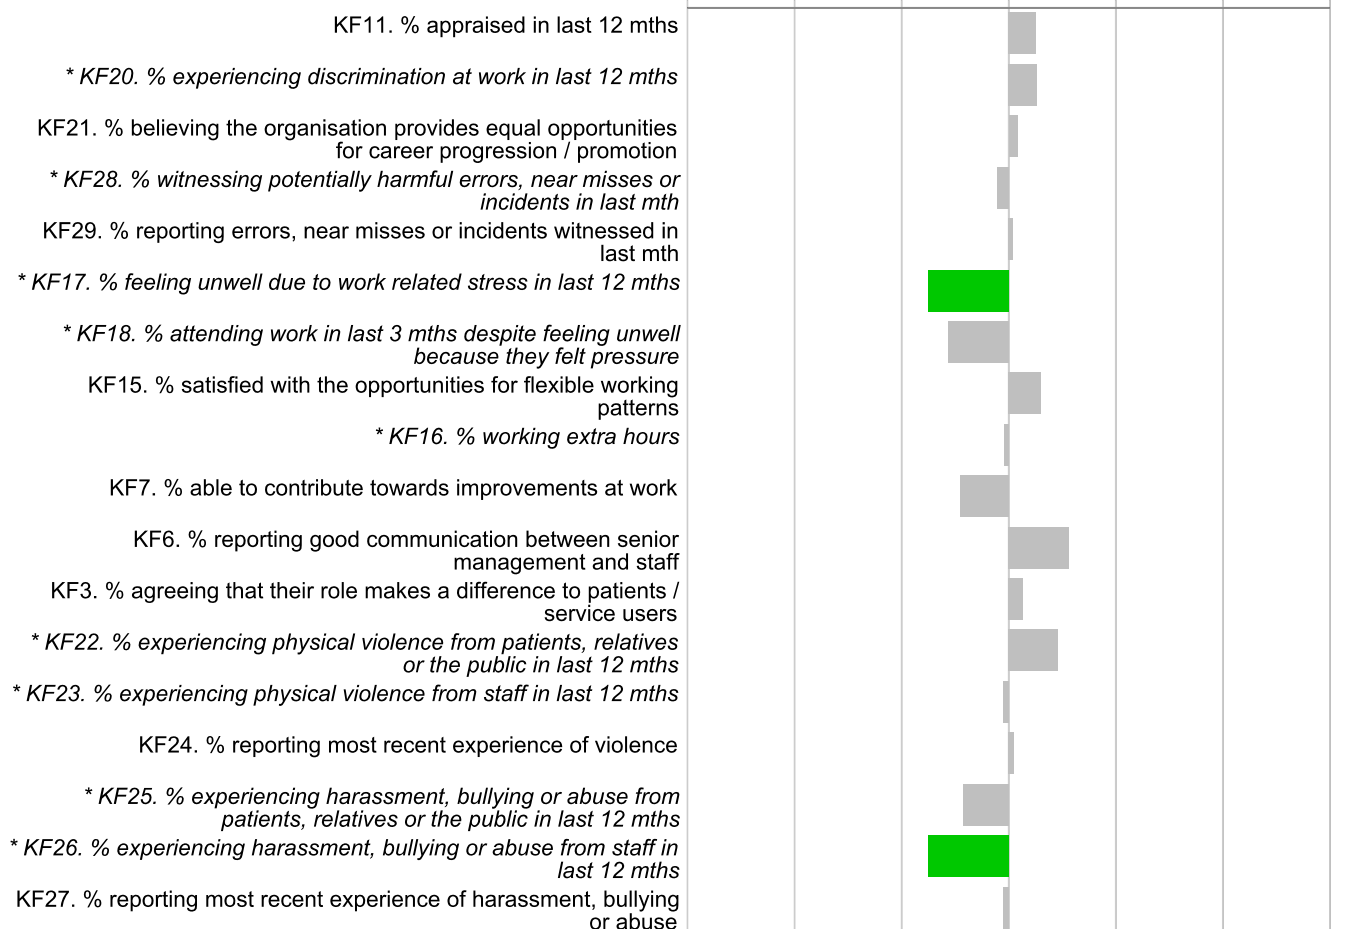 KF11. % appraised in last 12 mths
* KF20. % experiencing discrimination at work in last 12 mths
KF21. % believing the organisation provides equal opportunities
for career progression / promotion
* KF28. % witnessing potentially harmful errors, near misses or
incidents in last mth
KF29. % reporting errors, near misses or incidents witnessed in
last mth
* KF17. % feeling unwell due to work related stress in last 12 mths
* KF18. % attending work in last 3 mths despite feeling unwell
because they felt pressure
KF15. % satisfied with the opportunities for flexible working
patterns
* KF16. % working extra hours
KF7. % able to contribute towards improvements at work
KF6. % reporting good communication between senior
management and staff
KF3. % agreeing that their role makes a difference to patients /
service users
* KF22. % experiencing physical violence from patients, relatives
or the public in last 12 mths
* KF23. % experiencing physical violence from staff in last 12 mths
KF24. % reporting most recent experience of violence
* KF25. % experiencing harassment, bullying or abuse from
patients, relatives or the public in last 12 mths
* KF26. % experiencing harassment, bullying or abuse from staff in
last 12 mths
KF27. % reporting most recent experience of harassment, bullying
or abuse